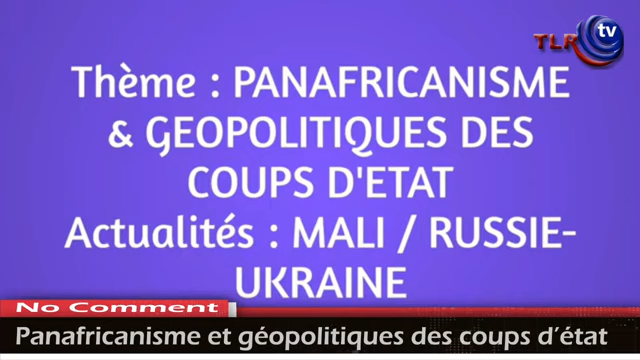 TLR tv
Thème : PANAFRICANISME
& GEOPOLITIQUES DES
COUPS D'ETAT
Actualités : MALI / RUSSIE-
UKRAINE
No Comment
Panafricanisme et géopolitiques des coups d'état